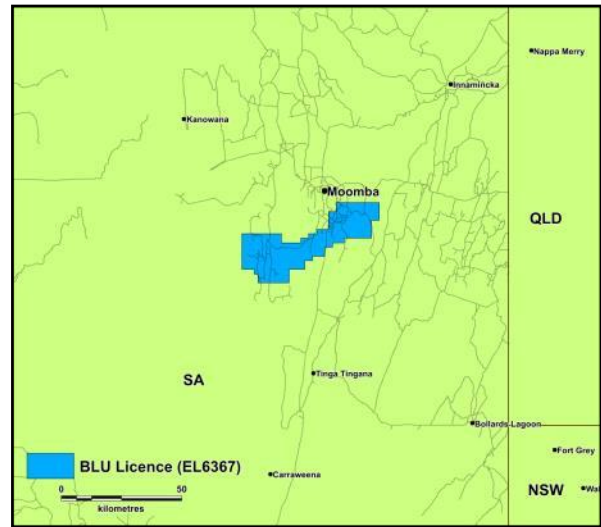 Nappa Merry
Innamincka
Kanowana
Moomba
QLD
SA
Tinga Tingana
Bollards Lagoon
BLU Licence (EL6367)
Fort Grey
Carraweena
NSW
Wal
0 50
kilometres